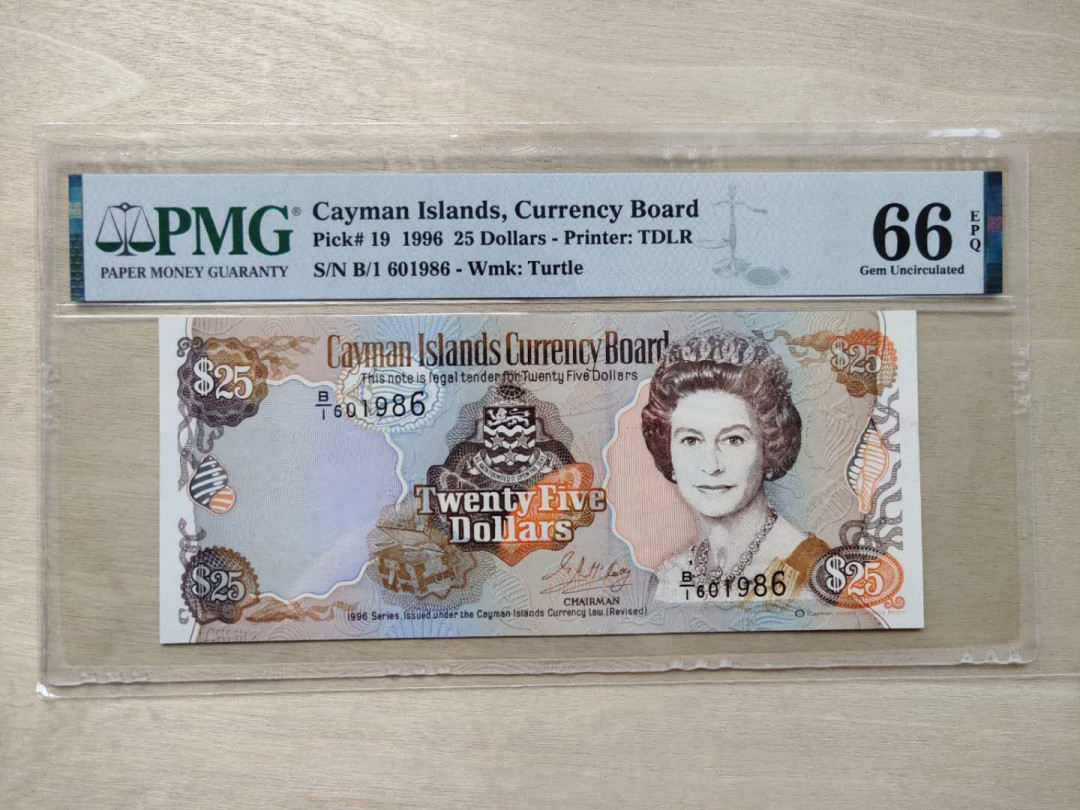 PMG®
PAPER MONEY GUARANTY
Cayman Islands, Currency Board
Pick# 19 1996 25 Dollars - Printer: TDLR
S/N B/1 601986 - Wmk: Turtle
66
EPQ
Gem Uncirculated
Cayman Islands Currency Board
This note is legal tender for Twenty Five Dollars
$25
$25
B/1 601986
Twenty Five
Dollars
CHAIRMAN
1996 Series, Issued under the Cayman Islands Currency Law.(Revised)
$25
B/1 601986
$25